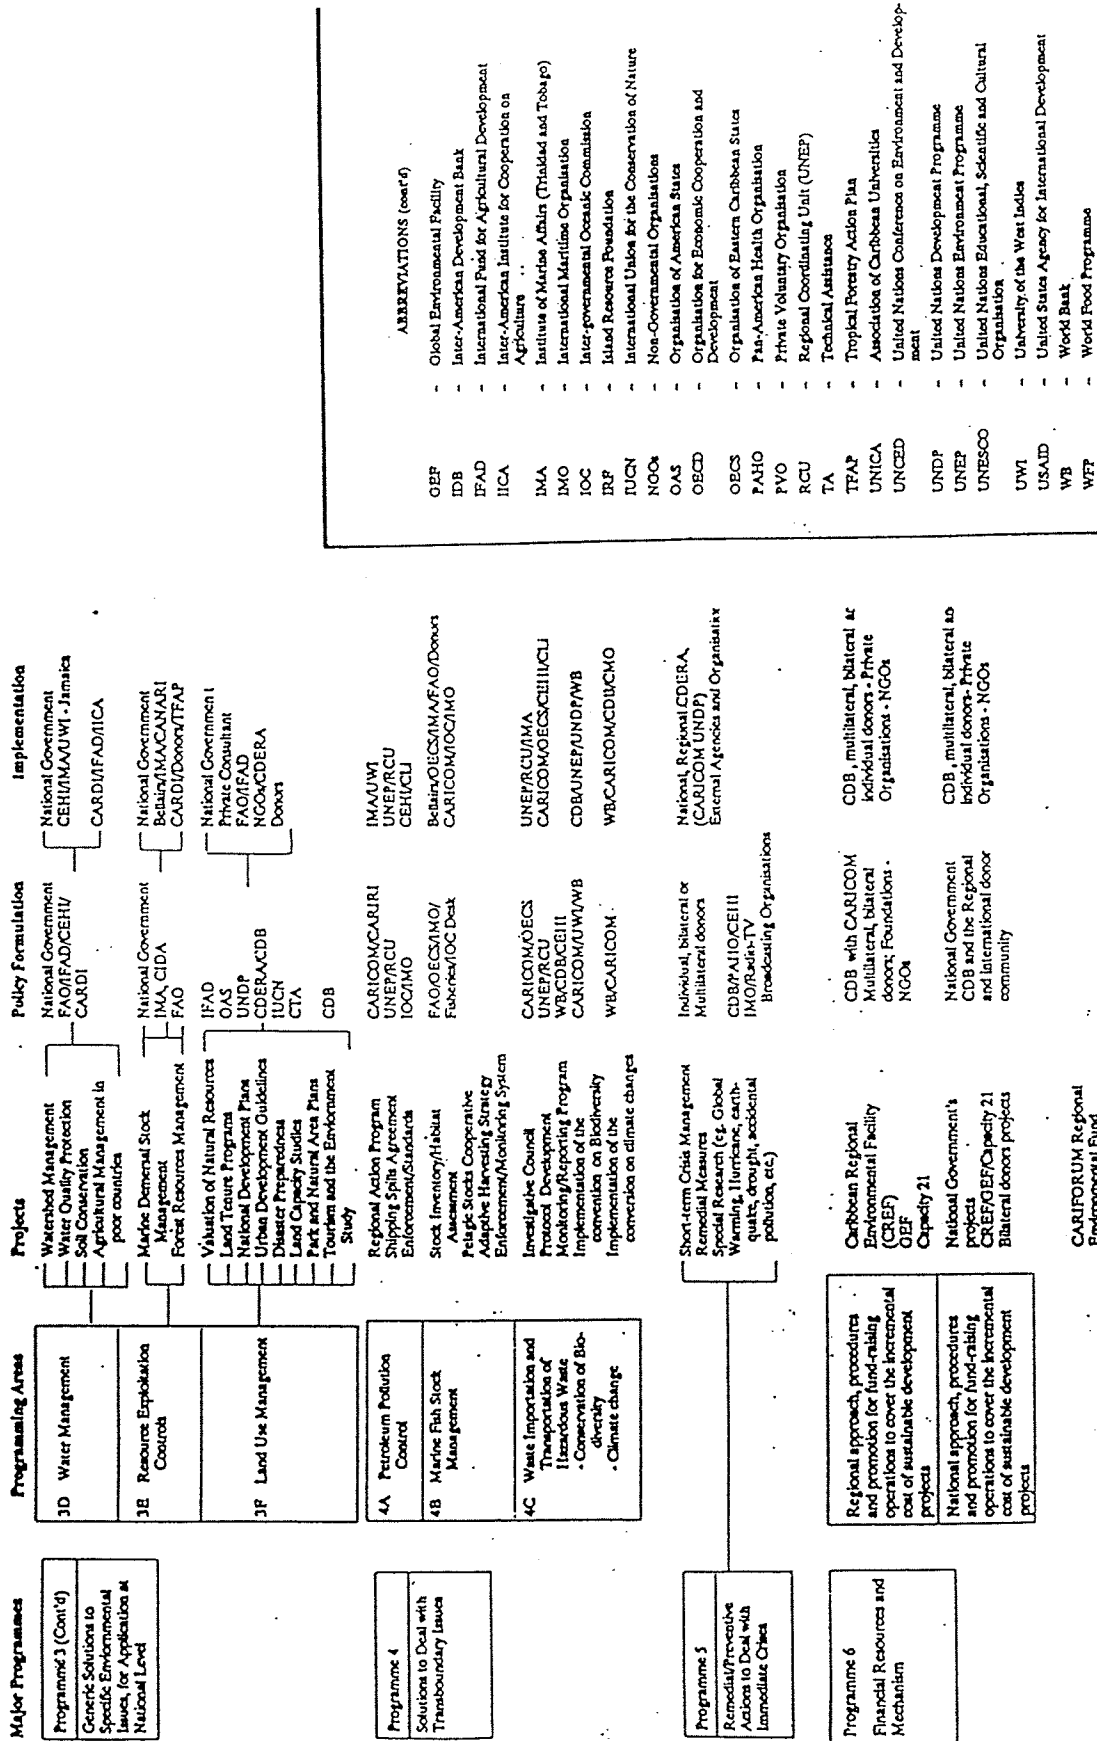 Major Programmes
Programming Areas
Projects
Policy Formulation
Implementation
Programme 3 (Cont'd)
Generic Solutions to
Specific Enviornmental
Issues, for Application at
National Level
3D Water Management
Watershed Management
Water Quality Protection
Soil Conservation
Agricultural Management in
poor countries
National Government
FAO/IFAD/CEHI/
CARDI
National Government
CEHI/IMA/UWI - Jamaica
CARDI/IFAD/IICA
3E Resource Exploitation
Controls
Marine Demersal Stock
Management
Forest Resources Management
National Government
IMA, CIDA
FAO
National Government
Bellairs/IMA/CANARI
CARDI/Donors/TFAP
3F Land Use Management
Valuation of Natural Resources
Land Tenure Programs
National Development Plans
Urban Development Guidelines
Disaster Preparedness
Land Capacity Studies
Park and Natural Area Plans
Tourism and the Enviornment
Study
IFAD
OAS
UNDP
CDERA/CDB
IUCN
CTA
CDB
National Government
Private Consultant
FAO/IFAD
NGOs/CDERA
Donors
Programme 4
Solutions to Deal with
Transboundary Issues
4A Petroleum Pollution
Control
Regional Action Program
Shipping Spills Agreement
Enforcement/Standards
CARICOM/CARIRI
UNEP/RCU
IOC/IMO
IMA/UWI
UNEP/RCU
CEHI/CLI
4B Marine Fish Stock
Management
Stock Inventory/Habitat
Assessment
Pelagic Stocks Cooperative
Adaptive Harvesting Strategy
Enforcement/Monitoring System
FAO/OECS/IMO/
Fisheries/IOC Desk
Bellairs/OECS/IMA/FAO/Donors
CARICOM/IOC/IMO
4C Waste Importation and
Transportation of
Hazardous Waste
- Conservation of Bio-
diversity
- Climate change
Investigative Council
Protocol Development
Monitoring/Reporting Program
Implementation of the
convention on Biodiversity
Implementation of the
conversion on climate changes
CARICOM/OECS
UNEP/RCU
WB/CDB/CEHI
CARICOM/UWI/WB
WB/CARICOM
UNEP/RCU/IMA
CARICOM/OECS/CEHI/CLI
CDB/UNEP/UNDP/WB
WB/CARICOM/CDB/CMO
Programme 5
Remedial/Preventive
Actions to Deal with
Immediate Crises
Short-term Crisis Management
Remedial Measures
Special Research (eg. Global
Warming, Hurricane, earth-
quake, drought, accidental
pollution, etc.)
Individual, bilateral or
Multilateral donors
CDB/PAHO/CEHI
IMO/Radio-TV
Broadcasting Organisations
National, Regional CDERA,
(CARICOM UNDP)
External Agencies and
Programme 6
Financial Resources and
Mechanism
Regional approach, procedures
and promotion for fund-raising
operations to cover the incremental
cost of sustainable development
projects
Caribbean Regional
Environmental Facility
(CREF)
GEF
Capacity 21
CDB with CARICOM
Multilateral, bilateral
donors; Foundations -
NGOs
CDB, multilateral, bilateral
individual donors - Private
Organisations - NGOs
National approach, procedures
and promotion for fund-raising
operations to cover the incremental
cost of sustainable development
projects
National Government's
projects
CREF/GEF/Capacity 21
Bilateral donors projects
National Government
CDB and the Regional
and international donor
community
CDB, multilateral, bilateral
individual donors- Private
Organisations - NGOs
CARIFORUM Regional
Environmental Fund
ABBREVIATIONS (cont'd)
GEF - Global Environmental Facility
IDB - Inter-American Development Bank
IFAD - International Fund for Agricultural Development
IICA - Inter-American Institute for Cooperation on
Agriculture
IMA - Institute of Marine Affairs (Trinidad and Tobago)
IMO - International Maritime Organisation
IOC - Inter-governmental Oceanic Commission
IRF - Island Resource Foundation
IUCN - International Union for the Conservation of Nature
NGOs - Non-Governmental Organisations
OAS - Organisation of American States
OECD - Organisation for Economic Cooperation and
Development
OECS - Organisation of Eastern Caribbean States
PAHO - Pan-American Health Organisation
PVO - Private Voluntary Organisation
RCU - Regional Coordinating Unit (UNEP)
TA - Technical Assistance
TFAP - Tropical Forestry Action Plan
UNICA - Association of Caribbean Universities
UNCED - United Nations Conference on Environment and Develop-
ment
UNDP - United Nations Development Programme
UNEP - United Nations Environment Programme
UNESCO - United Nations Educational, Scientific and Cultural
Organisation
UWI - University of the West Indies
USAID - United States Agency for International Development
WB - World Bank
WFP - World Food Programme